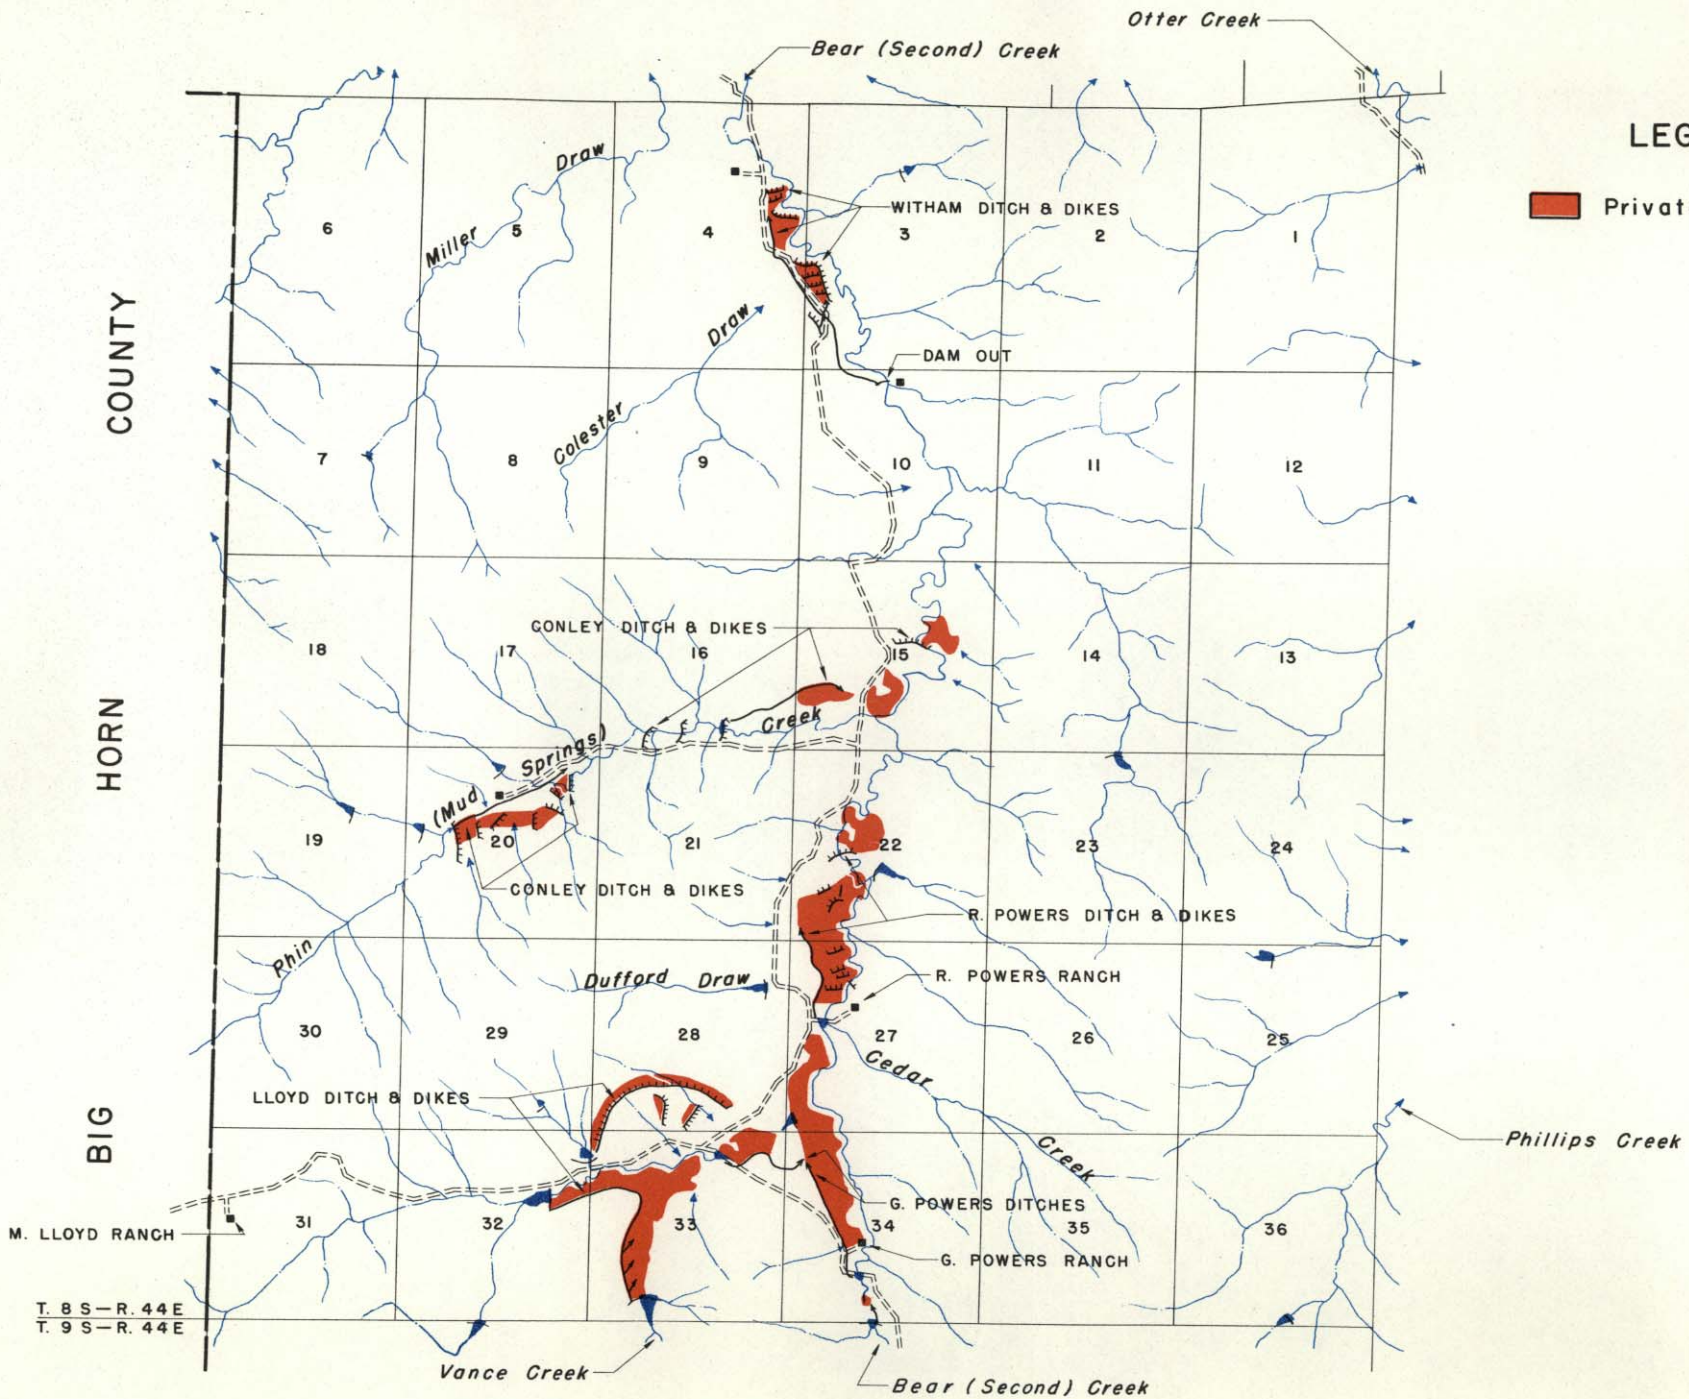 Otter Creek
Bear (Second) Creek
LEG
Privat
Miller Draw
WITHAM DITCH & DIKES
6
5
4
3
2
1
COUNTY
Colester Draw
DAM OUT
7
8
9
10
11
12
CONLEY DITCH & DIKES
18
17
16
15
14
13
HORN
Phin (Mud Springs) Creek
19
20
21
22
23
24
CONLEY DITCH & DIKES
R. POWERS DITCH & DIKES
Dufford Draw
R. POWERS RANCH
30
29
28
27
26
25
Cedar Creek
LLOYD DITCH & DIKES
BIG
Phillips Creek
G. POWERS DITCHES
M. LLOYD RANCH
31
32
33
34
35
36
G. POWERS RANCH
T. 8 S—R. 44E
T. 9 S—R. 44E
Vance Creek
Bear (Second) Creek